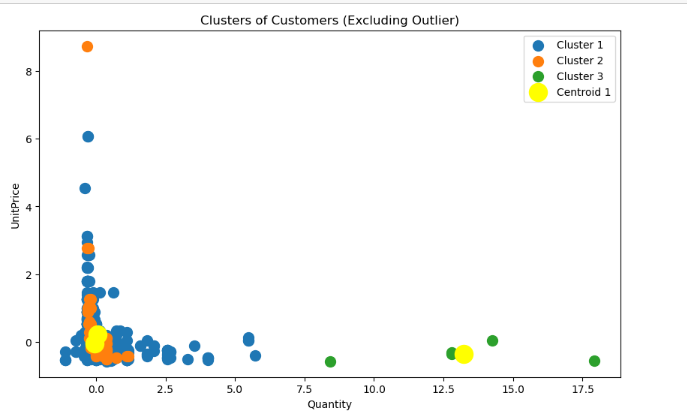 Clusters of Customers (Excluding Outlier)
Cluster 1
Cluster 2
Cluster 3
Centroid 1
8
6
4
2
0
UnitPrice
0.0 2.5 5.0 7.5 10.0 12.5 15.0 17.5
Quantity